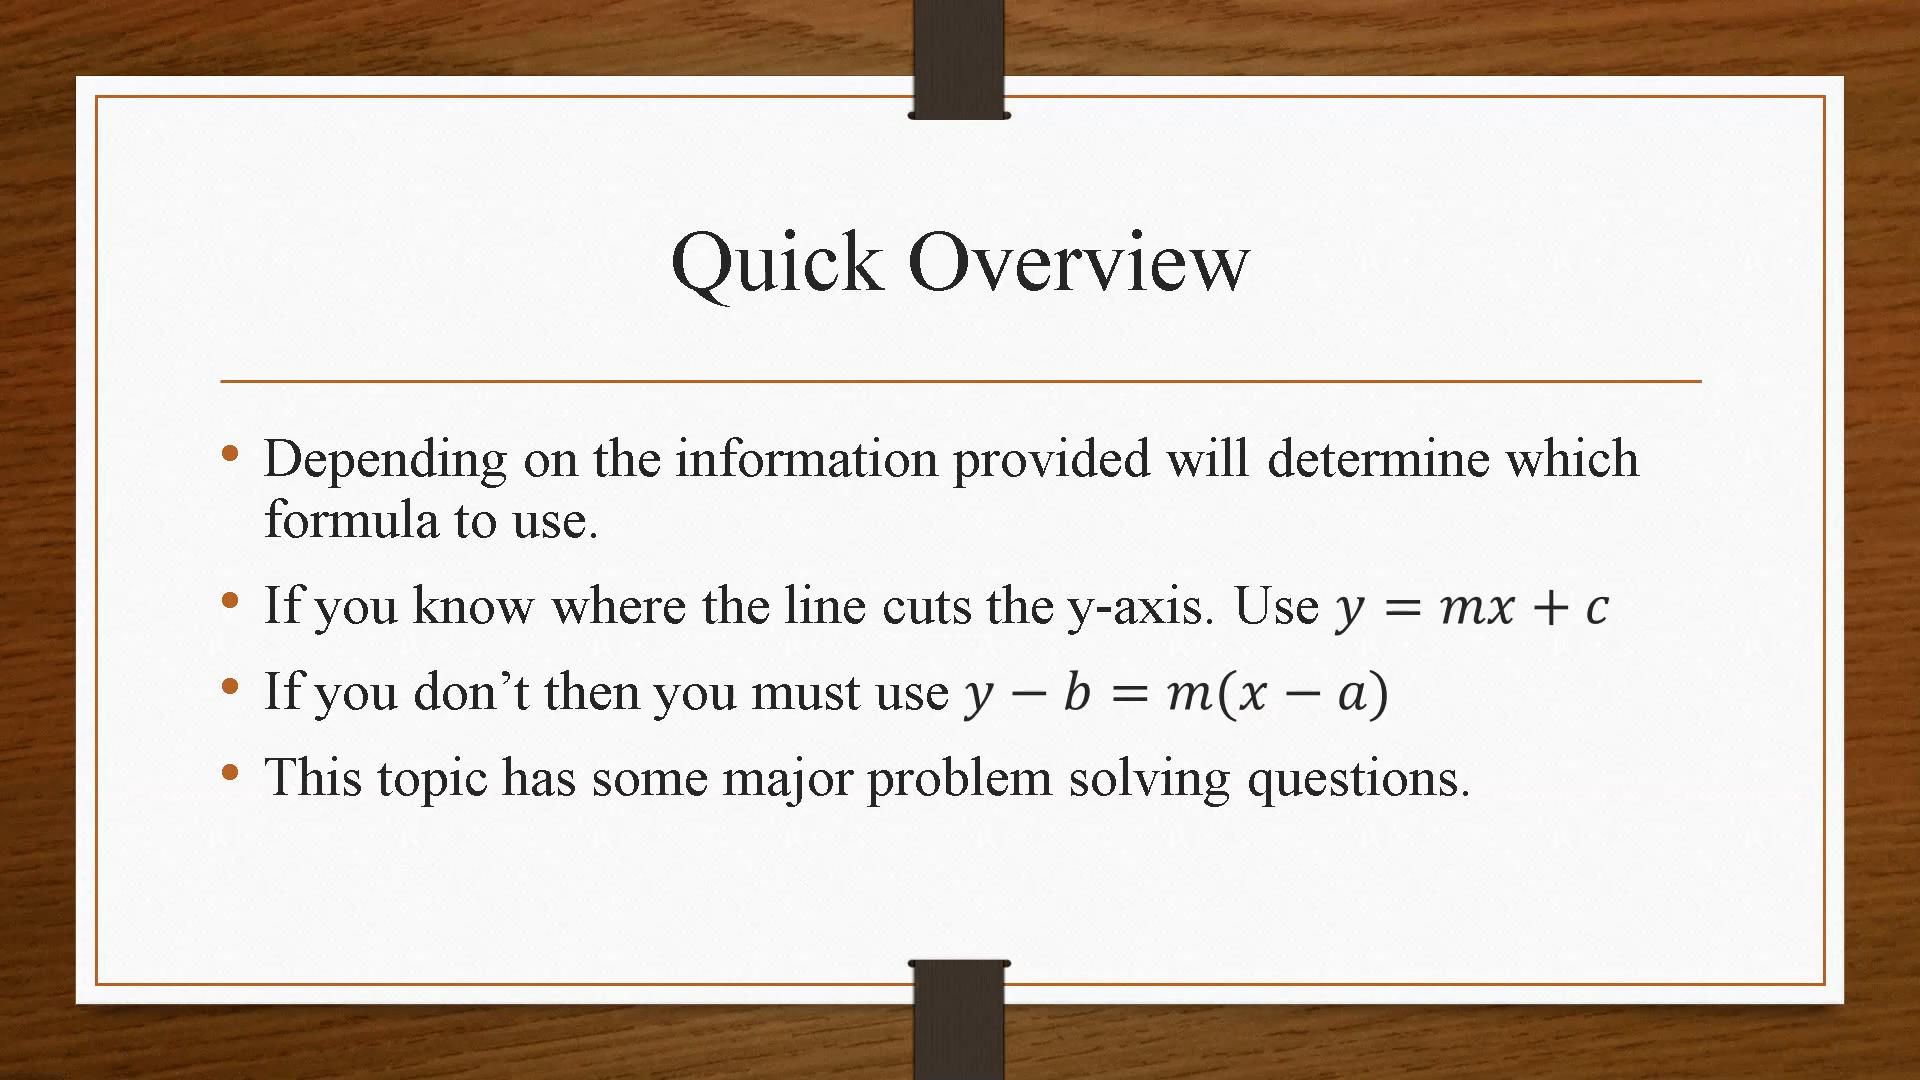 Quick Overview
• Depending on the information provided will determine which
formula to use.
• If you know where the line cuts the y-axis. Use y = mx + c
• If you don’t then you must use y − b = m(x − a)
• This topic has some major problem solving questions.